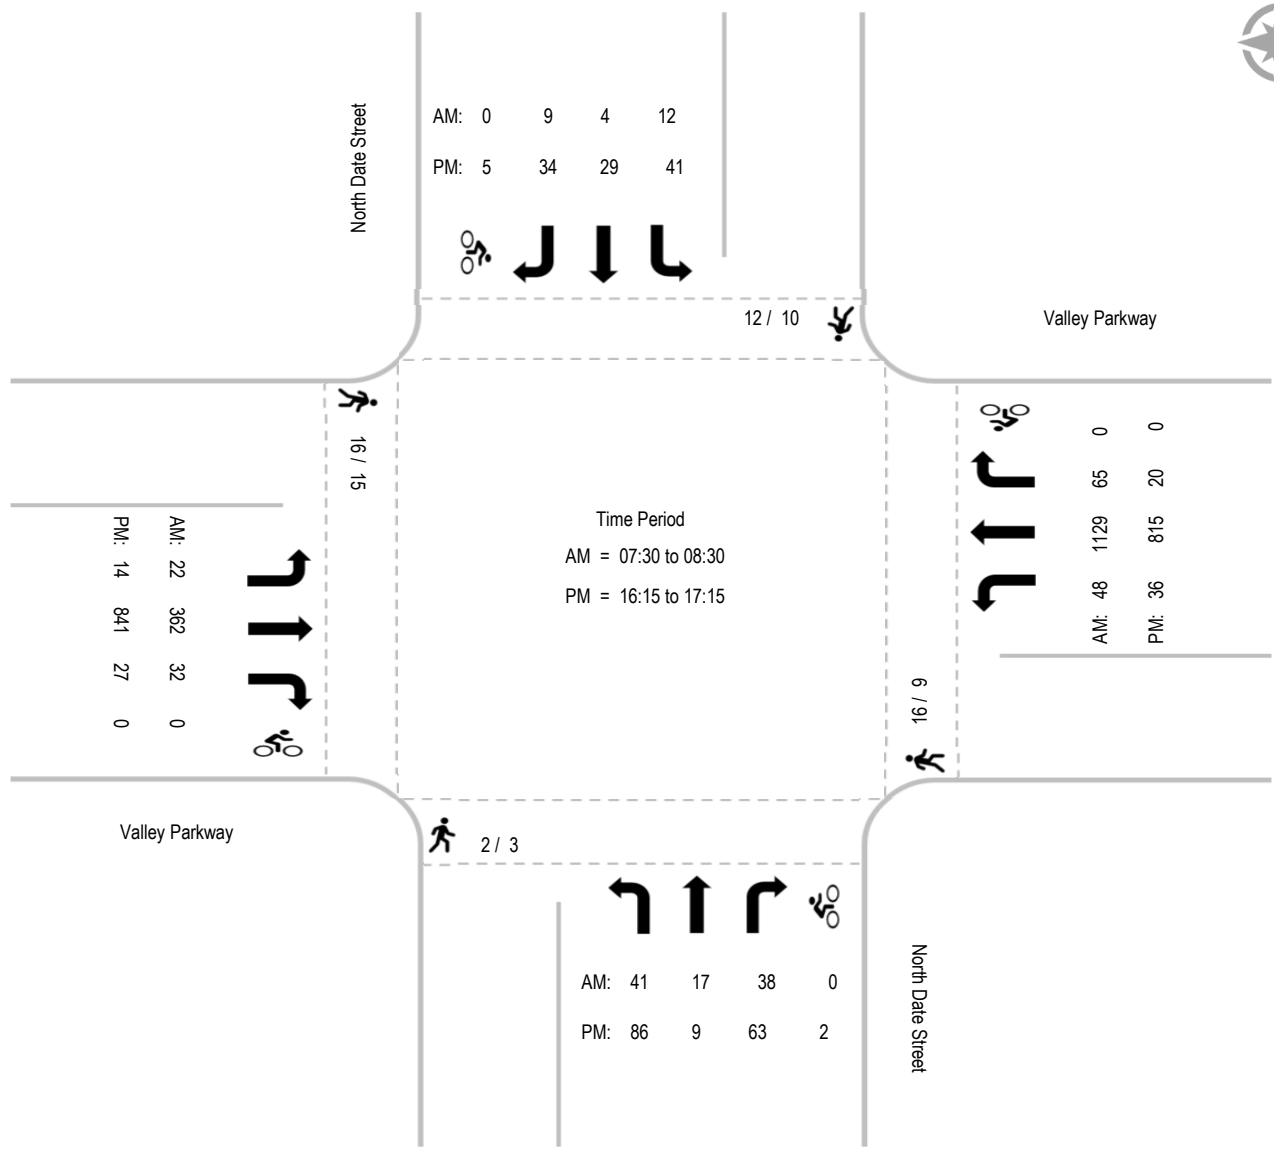 North Date Street
AM: 0 9 4 12
PM: 5 34 29 41
12 / 10
Valley Parkway
16 / 15
AM: 22 362 32 0
PM: 14 841 27 0
Time Period
AM = 07:30 to 08:30
PM = 16:15 to 17:15
AM: 48 1129 65 0
PM: 36 815 20 0
16 / 9
Valley Parkway
2 / 3
AM: 41 17 38 0
PM: 86 9 63 2
North Date Street